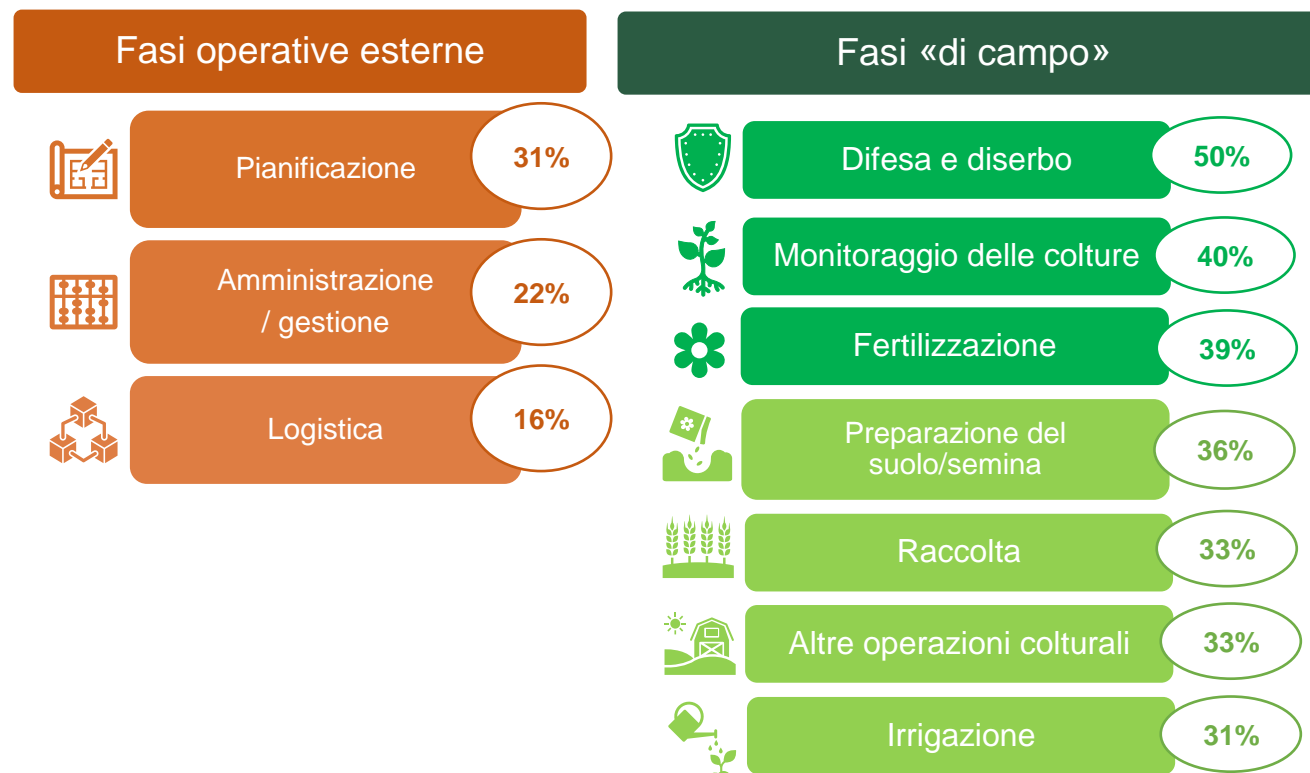 Fasi operative esterne
Pianificazione
31%
Amministrazione
/ gestione
22%
Logistica
16%
Fasi «di campo»
Difesa e diserbo
50%
Monitoraggio delle colture
40%
Fertilizzazione
39%
Preparazione del
suolo/semina
36%
Raccolta
33%
Altre operazioni colturali
33%
Irrigazione
31%